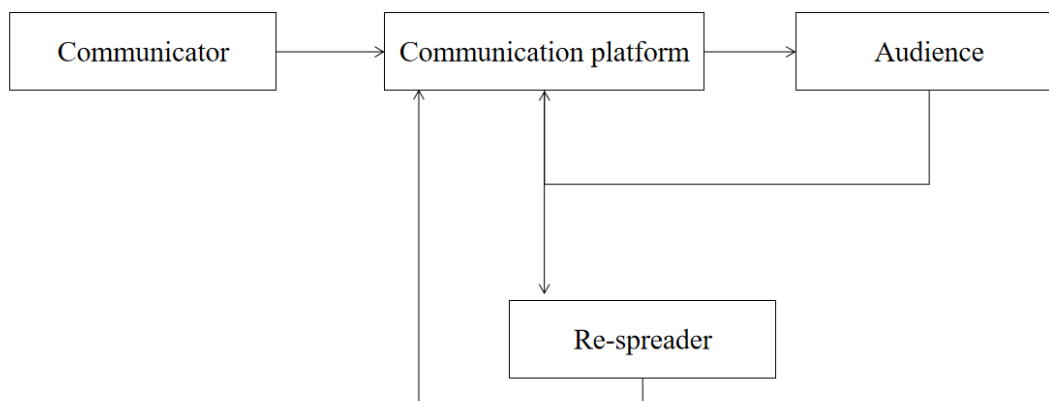 Communicator
Communication platform
Audience
Re-spreader